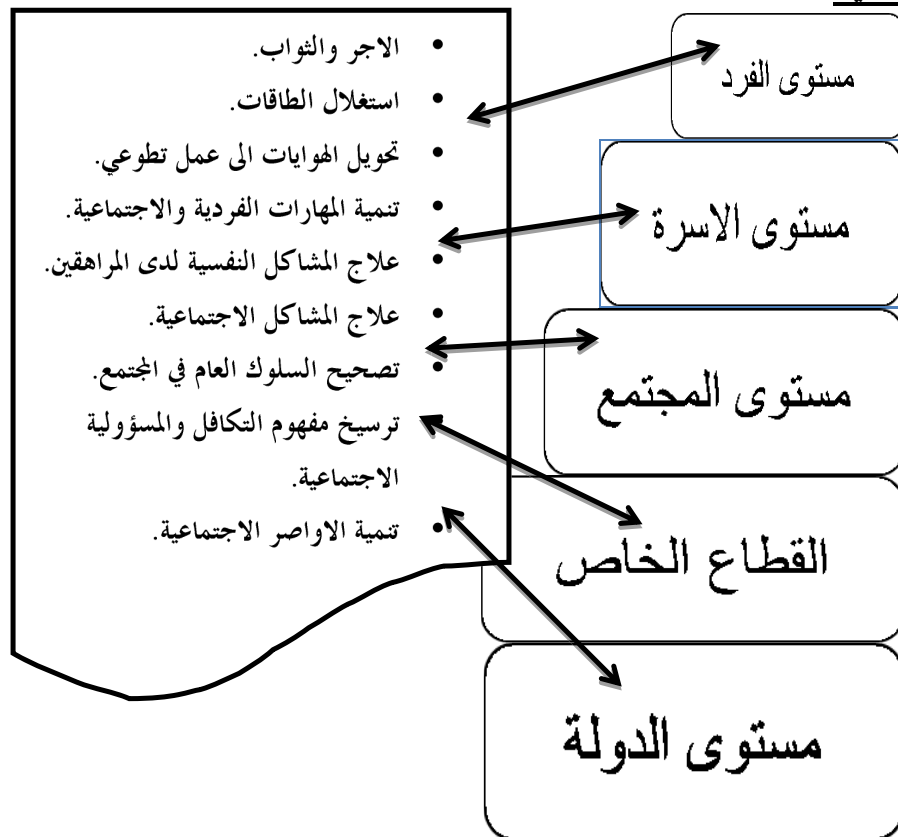 مستوى الفرد
مستوى الاسرة
مستوى المجتمع
القطاع الخاص
مستوى الدولة
• الاجر والثواب.
• استغلال الطاقات.
• تحويل الهوايات الى عمل تطوعي.
• تنمية المهارات الفردية والاجتماعية.
• علاج المشاكل النفسية لدى المراهقين.
• علاج المشاكل الاجتماعية.
• تصحيح السلوك العام في المجتمع.
ترسيخ مفهوم التكافل والمسؤولية
الاجتماعية.
• تنمية الاواصر الاجتماعية.